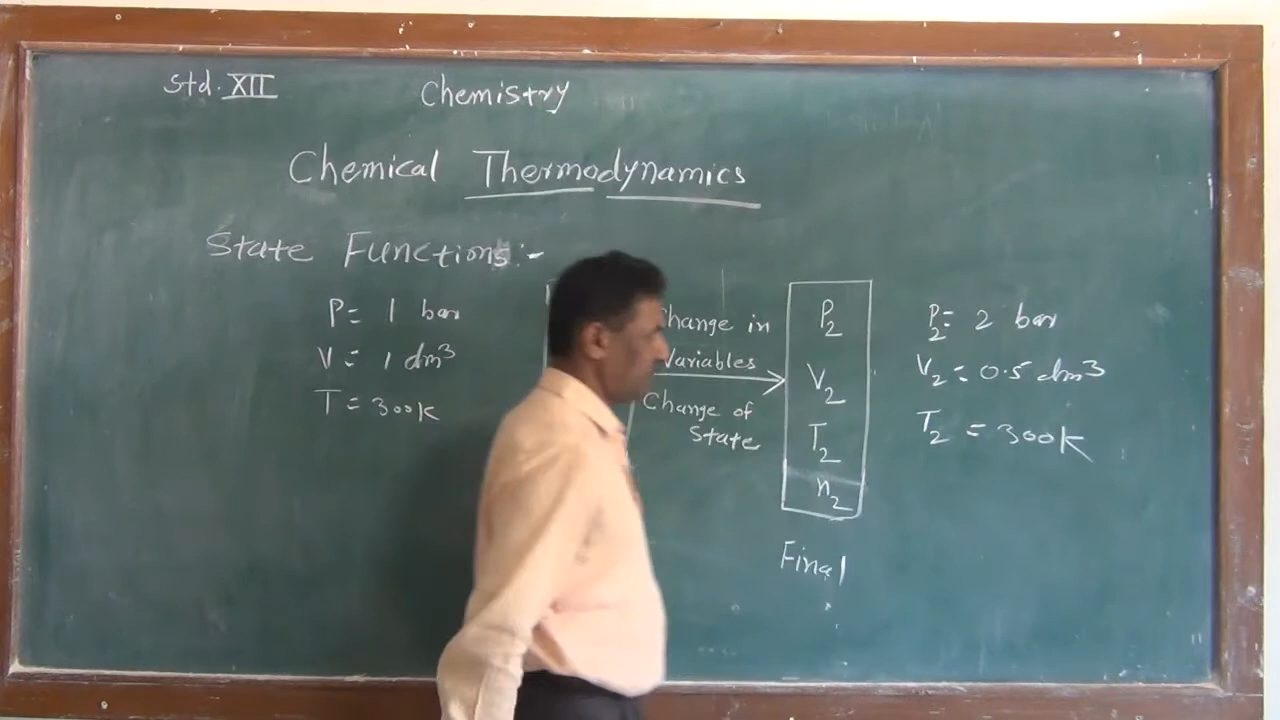 Std. XII
Chemistry
Chemical Thermodynamics
State Functions:-
P = 1 bar
V = 1 dm³
T = 300K
Change in
Variables
Change of
State
P₂
V₂
T₂
n₂
Final
P₂ = 2 bar
V₂ = 0.5 dm³
T₂ = 300K